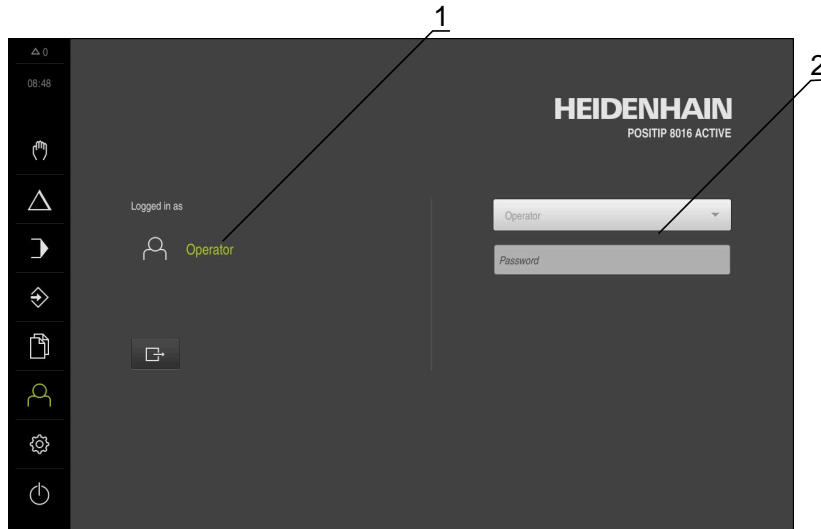 1
2
△ 0
08:48
HEIDENHAIN
POSITIP 8016 ACTIVE
Logged in as
Operator
Operator
Password